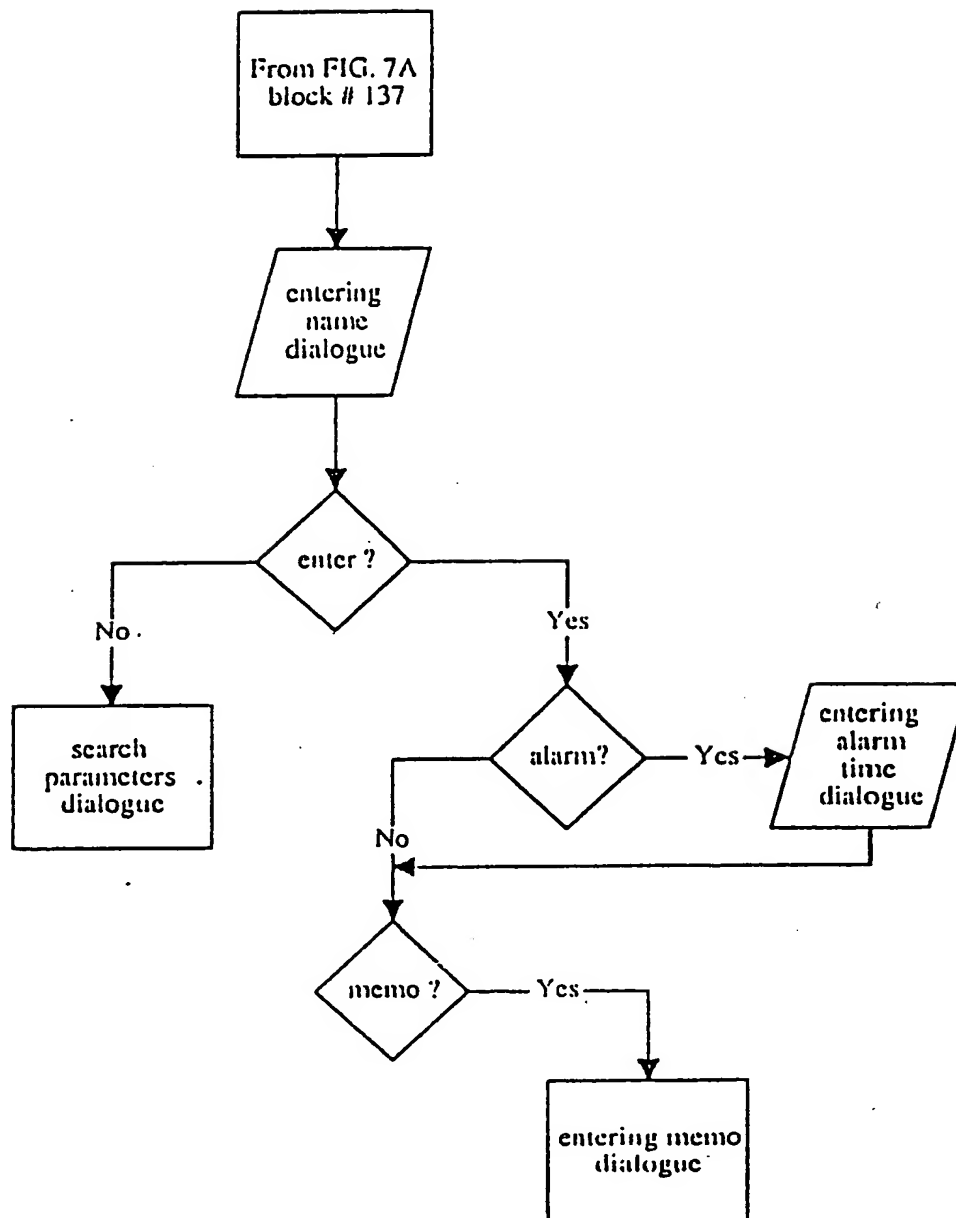 From FIG. 7A
block # 137
entering
name
dialogue
enter ?
No
Yes
search
parameters
dialogue
alarm?
Yes
entering
alarm
time
dialogue
No
memo ?
Yes
entering memo
dialogue